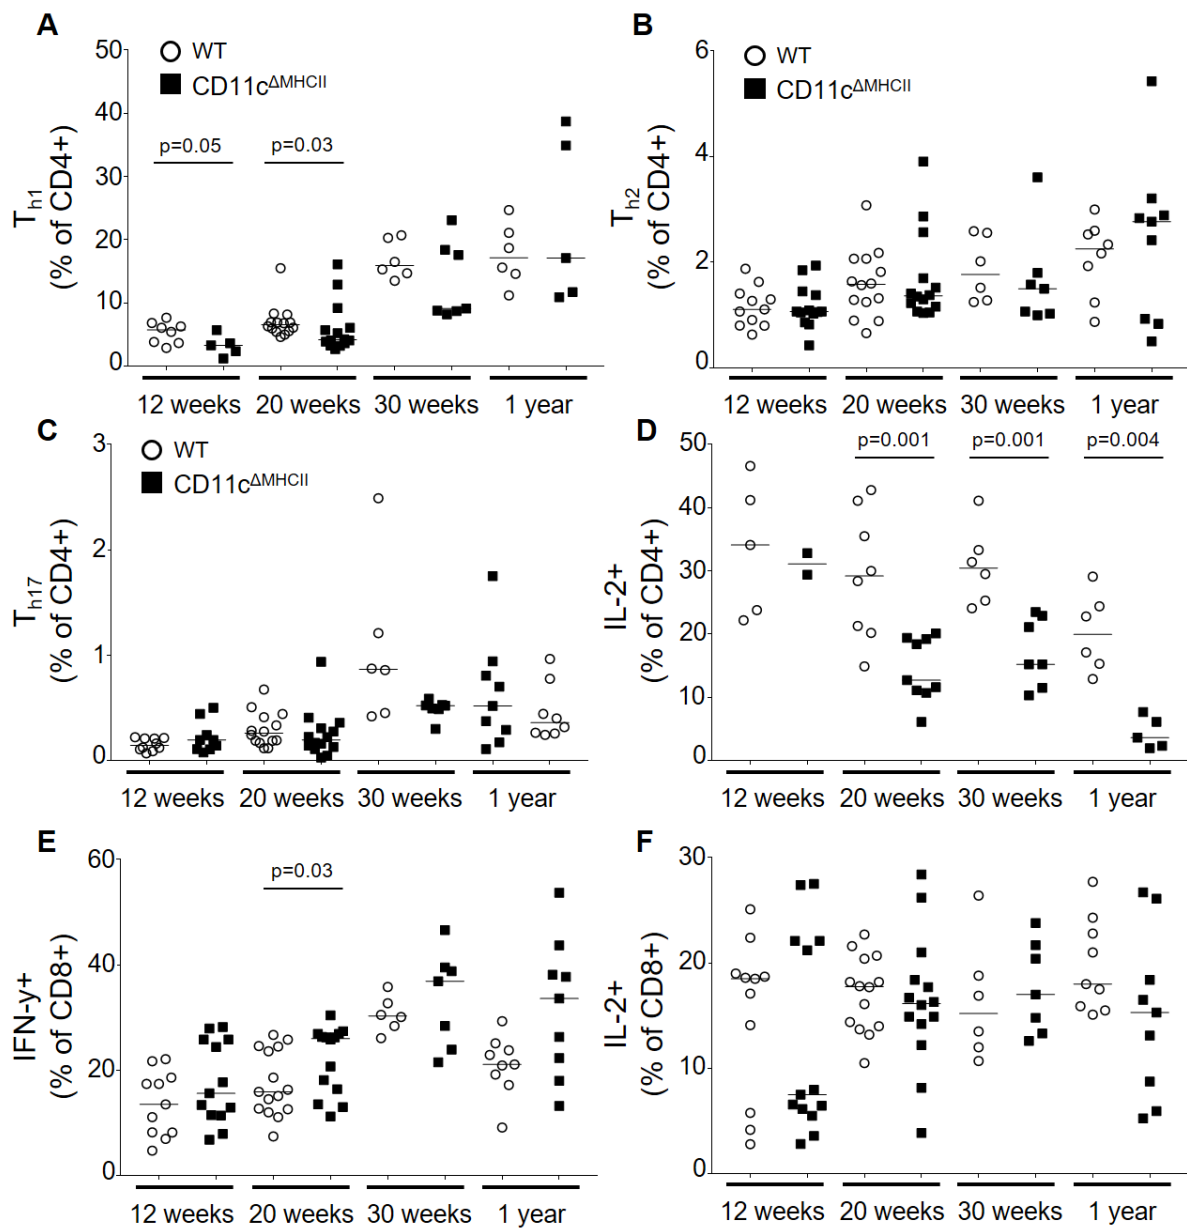 A
WT
CD11cΔMHCII
p=0.05
p=0.03
50
40
30
20
10
0
Th1
(% of CD4+)
12 weeks 20 weeks 30 weeks 1 year
B
WT
CD11cΔMHCII
6
4
2
0
Th2
(% of CD4+)
12 weeks 20 weeks 30 weeks 1 year
C
WT
CD11cΔMHCII
3
2
1
0
Th17
(% of CD4+)
12 weeks 20 weeks 30 weeks 1 year
D
p=0.001 p=0.001 p=0.004
50
40
30
20
10
0
IL-2+
(% of CD4+)
12 weeks 20 weeks 30 weeks 1 year
E
p=0.03
60
40
20
0
IFN-y+
(% of CD8+)
12 weeks 20 weeks 30 weeks 1 year
F
30
20
10
0
IL-2+
(% of CD8+)
12 weeks 20 weeks 30 weeks 1 year